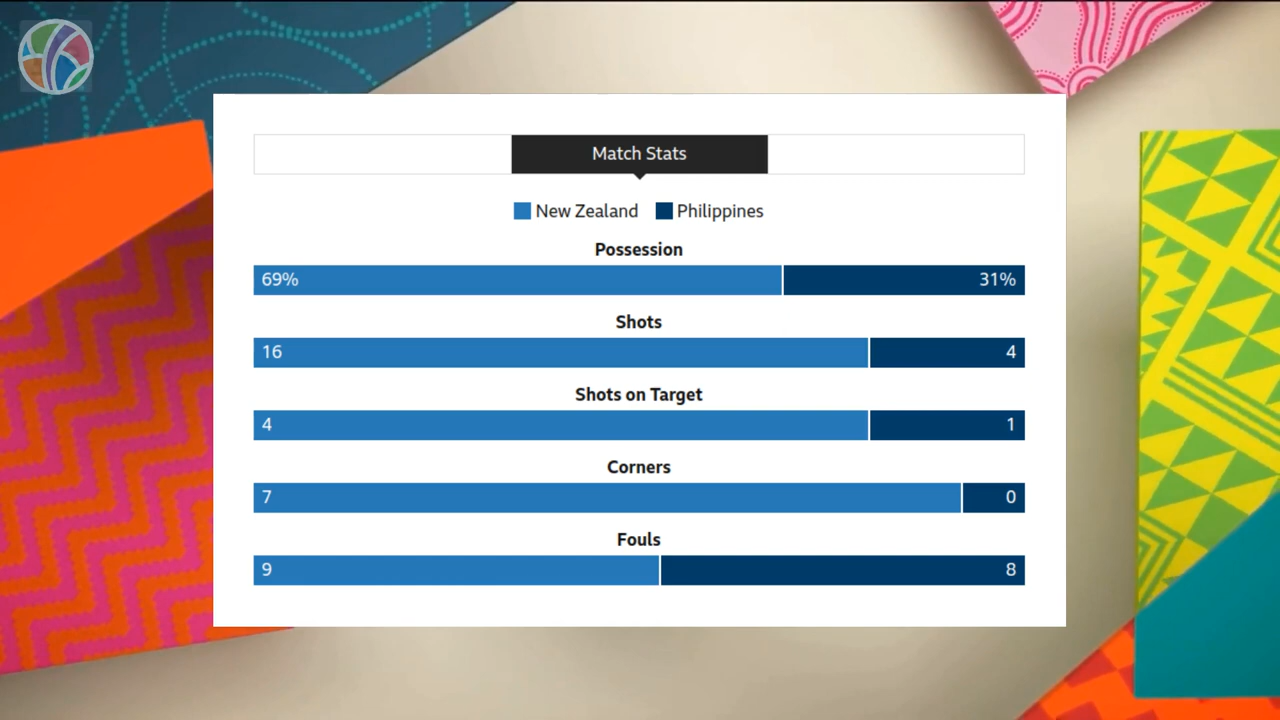 Match Stats
New Zealand Philippines
Possession
69% 31%
Shots
16 4
Shots on Target
4 1
Corners
7 0
Fouls
9 8